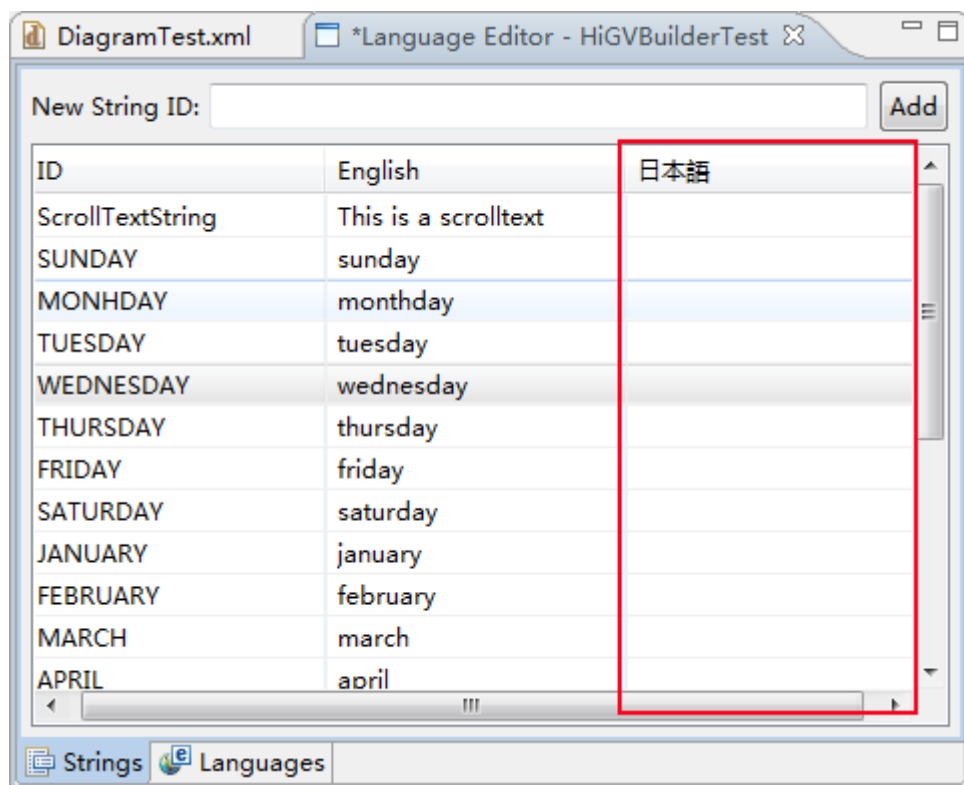 DiagramTest.xml *Language Editor - HiGVBuilderTest
New String ID: Add
ID English 日本語
ScrollTextString This is a scrolltext
SUNDAY sunday
MONHDAY monthday
TUESDAY tuesday
WEDNESDAY wednesday
THURSDAY thursday
FRIDAY friday
SATURDAY saturday
JANUARY january
FEBRUARY february
MARCH march
APRIL april
Strings Languages